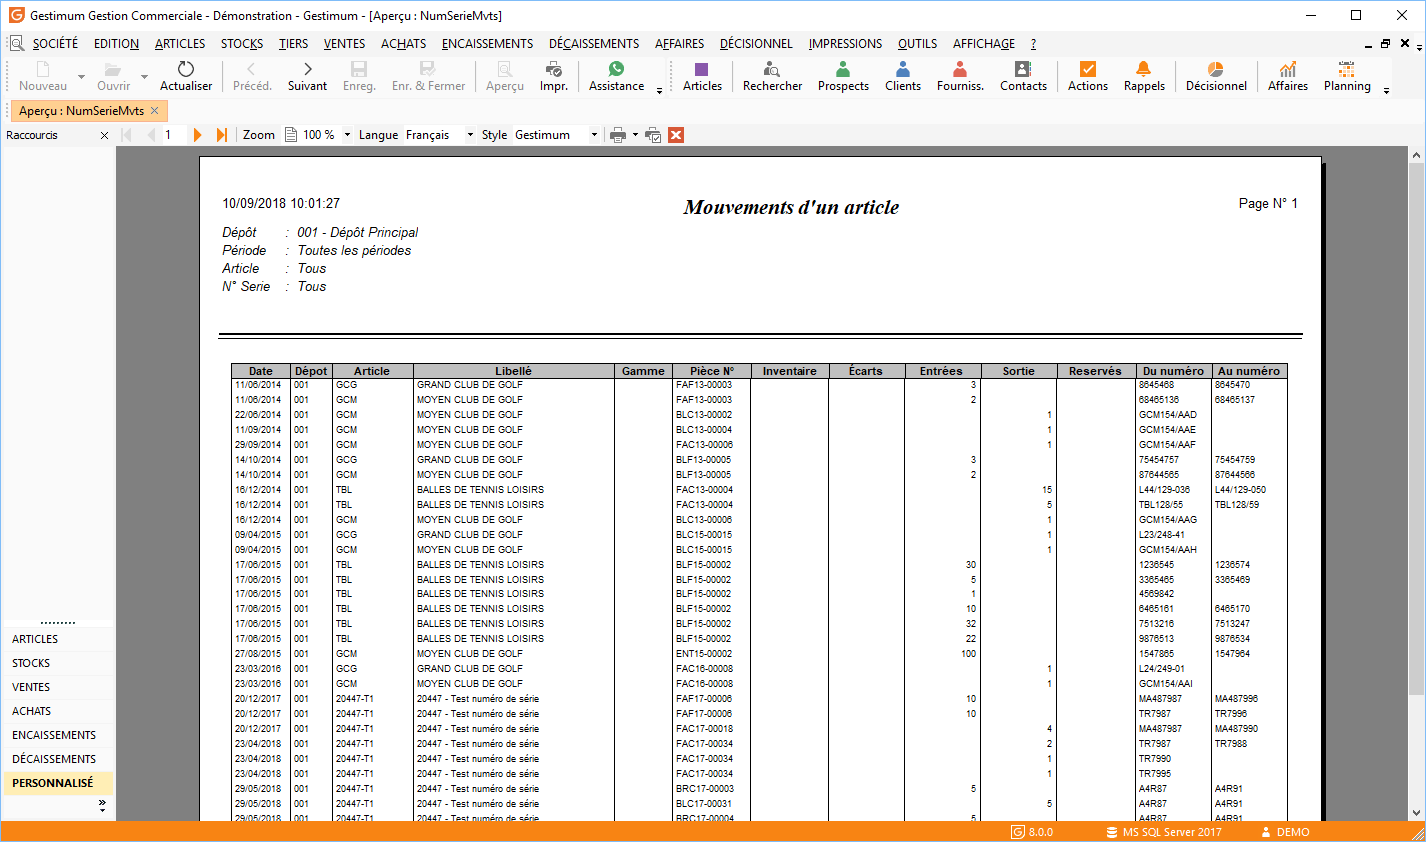 Gestimum Gestion Commerciale - Démonstration - Gestimum - [Aperçu : NumSerieMvts]
SOCIÉTÉ EDITION ARTICLES STOCKS TIERS VENTES ACHATS ENCAISSEMENTS DÉCAISSEMENTS AFFAIRES DÉCISIONNEL IMPRESSIONS OUTILS AFFICHAGE ?
Nouveau Ouvrir Actualiser Précéd. Suivant Enreg. Enr. & Fermer Aperçu Impr. Assistance Articles Rechercher Prospects Clients Fourniss. Contacts Actions Rappels Décisionnel Affaires Planning
Aperçu : NumSerieMvts
Raccourcis 1 Zoom 100 % Langue Français Style Gestimum
10/09/2018 10:01:27 Mouvements d'un article Page N° 1
Dépôt : 001 - Dépôt Principal
Période : Toutes les périodes
Article : Tous
N° Serie : Tous
Date Dépot Article Libellé Gamme Pièce N° Inventaire Écarts Entrées Sortie Reservés Du numéro Au numéro
11/06/2014 001 GCG GRAND CLUB DE GOLF FAF13-00003 3 8645468 8645470
11/06/2014 001 GCM MOYEN CLUB DE GOLF FAF13-00003 2 68465136 68465137
22/06/2014 001 GCM MOYEN CLUB DE GOLF BLC13-00002 1 GCM154/AAD
11/09/2014 001 GCM MOYEN CLUB DE GOLF BLC13-00004 1 GCM154/AAE
29/09/2014 001 GCM MOYEN CLUB DE GOLF FAC13-00006 1 GCM154/AAF
14/10/2014 001 GCG GRAND CLUB DE GOLF BLF13-00005 3 75454757 75454759
14/10/2014 001 GCM MOYEN CLUB DE GOLF BLF13-00005 2 87644565 87644566
16/12/2014 001 TBL BALLES DE TENNIS LOISIRS FAC13-00004 15 L44/129-036 L44/129-050
16/12/2014 001 TBL BALLES DE TENNIS LOISIRS FAC13-00004 5 TBL128/55 TBL128/59
16/12/2014 001 GCM MOYEN CLUB DE GOLF BLC13-00006 1 GCM154/AAG
09/04/2015 001 GCG GRAND CLUB DE GOLF BLC15-00015 1 L23/248-41
09/04/2015 001 GCM MOYEN CLUB DE GOLF BLC15-00015 1 GCM154/AAH
17/06/2015 001 TBL BALLES DE TENNIS LOISIRS BLF15-00002 30 1236545 1236574
17/06/2015 001 TBL BALLES DE TENNIS LOISIRS BLF15-00002 5 3365465 3365469
17/06/2015 001 TBL BALLES DE TENNIS LOISIRS BLF15-00002 1 4569842
17/06/2015 001 TBL BALLES DE TENNIS LOISIRS BLF15-00002 10 6465161 6465170
17/06/2015 001 TBL BALLES DE TENNIS LOISIRS BLF15-00002 32 7513216 7513247
17/06/2015 001 TBL BALLES DE TENNIS LOISIRS BLF15-00002 22 9876513 9876534
27/08/2015 001 GCM MOYEN CLUB DE GOLF ENT15-00002 100 1547865 1547964
23/03/2016 001 GCG GRAND CLUB DE GOLF FAC16-00008 1 L24/249-01
23/03/2016 001 GCM MOYEN CLUB DE GOLF FAC16-00008 1 GCM154/AAI
20/12/2017 001 20447-T1 20447 - Test numéro de série FAF17-00006 10 MA487987 MA487996
20/12/2017 001 20447-T1 20447 - Test numéro de série FAF17-00006 10 TR7987 TR7996
20/12/2017 001 20447-T1 20447 - Test numéro de série FAC17-00018 4 MA487987 MA487990
23/04/2018 001 20447-T1 20447 - Test numéro de série FAC17-00034 2 TR7987 TR7988
23/04/2018 001 20447-T1 20447 - Test numéro de série FAC17-00034 1 TR7990
23/04/2018 001 20447-T1 20447 - Test numéro de série FAC17-00034 1 TR7995
29/05/2018 001 20447-T1 20447 - Test numéro de série BRC17-00003 5 A4R87 A4R91
29/05/2018 001 20447-T1 20447 - Test numéro de série BLC17-00031 5 A4R87 A4R91
29/05/2018 001 20447-T1 20447 - Test numéro de série BRC17-00004 5 A4R87 A4R91
ARTICLES
STOCKS
VENTES
ACHATS
ENCAISSEMENTS
DÉCAISSEMENTS
PERSONNALISÉ
8.0.0 MS SQL Server 2017 DEMO